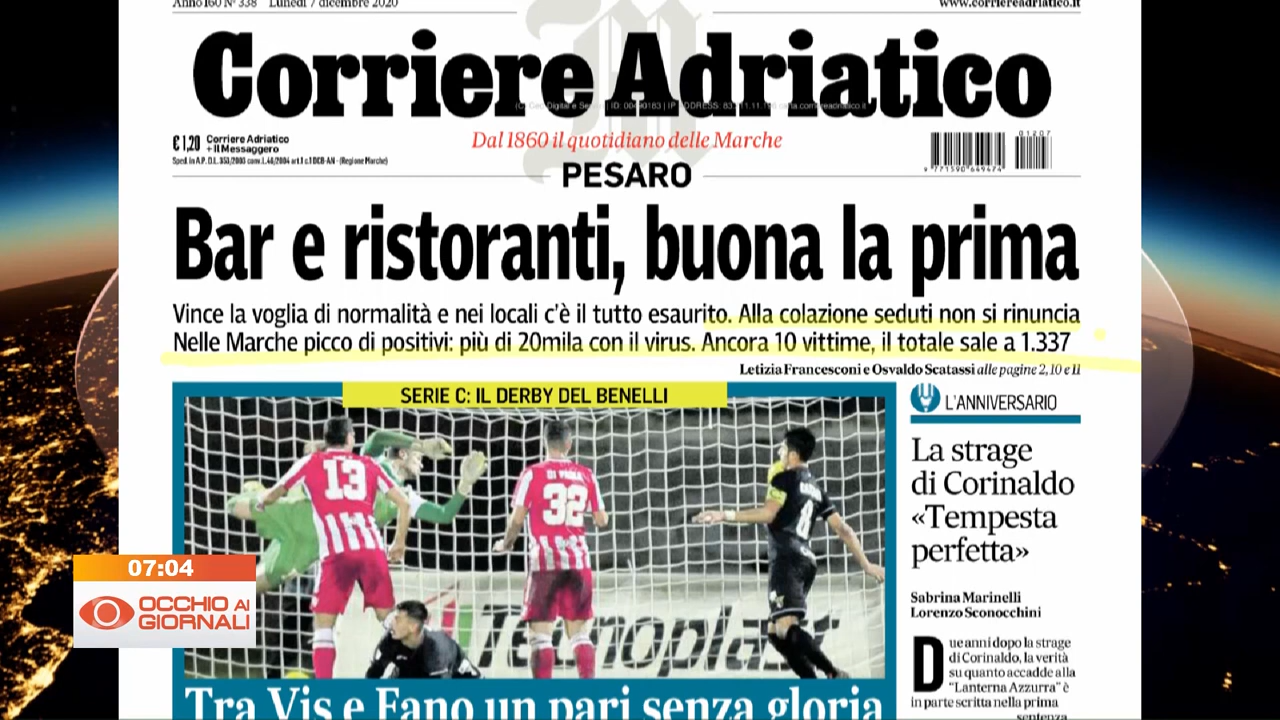 Anno 160 N° 338 Lunedì 7 dicembre 2020
www.corriereadriatico.it
Corriere Adriatico
€ 1,20 Corriere Adriatico
+ Il Messaggero
Dal 1860 il quotidiano delle Marche
01207
PESARO
Bar e ristoranti, buona la prima
Vince la voglia di normalità e nei locali c'è il tutto esaurito. Alla colazione seduti non si rinuncia
Nelle Marche picco di positivi: più di 20mila con il virus. Ancora 10 vittime, il totale sale a 1.337
Letizia Francesconi e Osvaldo Scatassi alle pagine 2, 10 e 11
SERIE C: IL DERBY DEL BENELLI
13
32
8
Tecnoplast
Tra Vis e Fano un pari senza gloria
L'ANNIVERSARIO
La strage
di Corinaldo
«Tempesta
perfetta»
Sabrina Marinelli
Lorenzo Sconocchini
Due anni dopo la strage
di Corinaldo, la verità
su quanto accadde alla
"Lanterna Azzurra" è
in parte scritta nella prima
sentenza
07:04
OCCHIO AI
GIORNALI